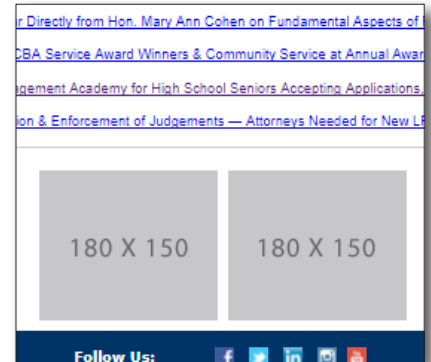 r Directly from Hon. Mary Ann Cohen on Fundamental Aspects of
CBA Service Award Winners & Community Service at Annual Awar
agement Academy for High School Seniors Accepting Applications,
ion & Enforcement of Judgements — Attorneys Needed for New
180 X 150 180 X 150
Follow Us: